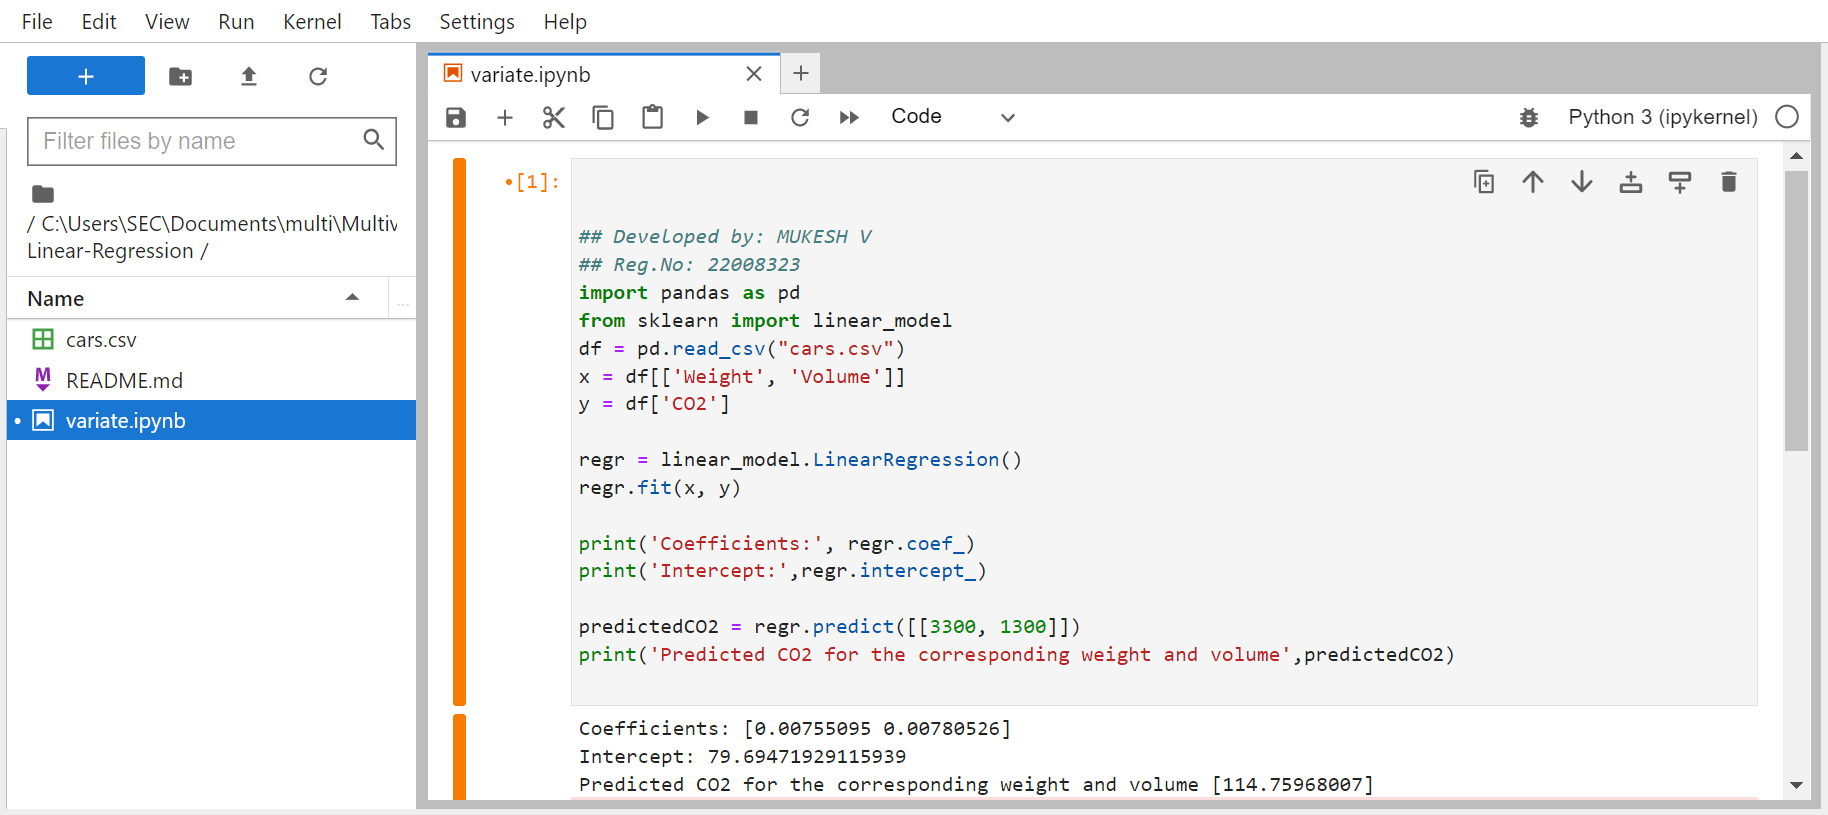 File Edit View Run Kernel Tabs Settings Help
+
Filter files by name
/ C:\Users\SEC\Documents\multi\Multiv
Linear-Regression /
Name
...
cars.csv
README.md
• variate.ipynb
variate.ipynb
Code
Python 3 (ipykernel)
•[1]:
## Developed by: MUKESH V
## Reg.No: 22008323
import pandas as pd
from sklearn import linear_model
df = pd.read_csv("cars.csv")
x = df[['Weight', 'Volume']]
y = df['CO2']
regr = linear_model.LinearRegression()
regr.fit(x, y)
print('Coefficients:', regr.coef_)
print('Intercept:',regr.intercept_)
predictedCO2 = regr.predict([[3300, 1300]])
print('Predicted CO2 for the corresponding weight and volume',predictedCO2)
Coefficients: [0.00755095 0.00780526]
Intercept: 79.69471929115939
Predicted CO2 for the corresponding weight and volume [114.75968007]